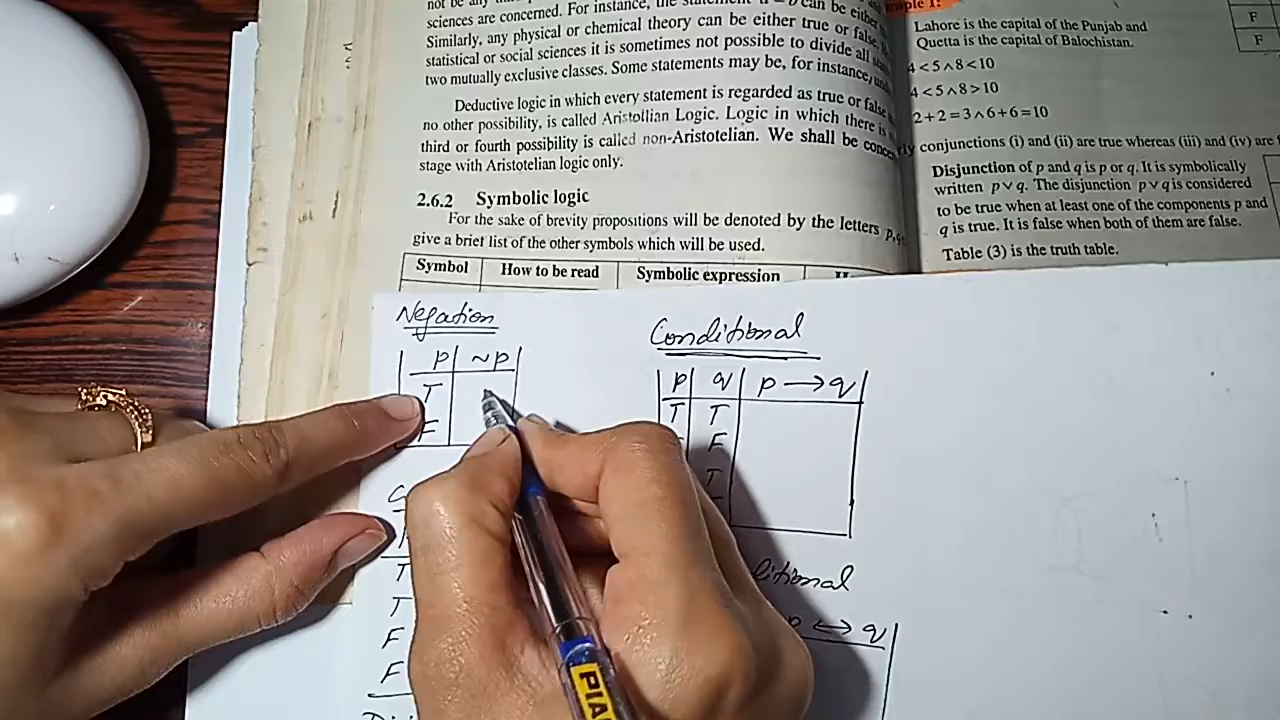 not be any
sciences are concerned. For instance, the statement a = b can be either
Similarly, any physical or chemical theory can be either true or false.
statistical or social sciences it is sometimes not possible to divide all
two mutually exclusive classes. Some statements may be, for instance,
Deductive logic in which every statement is regarded as true or false
no other possibility, is called Aristotlian Logic. Logic in which there is
third or fourth possibility is called non-Aristotelian. We shall be
stage with Aristotelian logic only.
2.6.2 Symbolic logic
For the sake of brevity propositions will be denoted by the letters p, q
give a brief list of the other symbols which will be used.
Symbol How to be read Symbolic expression
mple 1:
Lahore is the capital of the Punjab and
Quetta is the capital of Balochistan.
4 < 5 ∧ 8 < 10
4 < 5 ∧ 8 > 10
2 + 2 = 3 ∧ 6 + 6 = 10
conjunctions (i) and (ii) are true whereas (iii) and (iv) are
Disjunction of p and q is p or q. It is symbolically
written p ∨ q. The disjunction p ∨ q is considered
to be true when at least one of the components p and
q is true. It is false when both of them are false.
Table (3) is the truth table.
F
F
Negation
p ~p
T
F
T
T
F
F
Conditional
p q p → q
T T
F
T
ditional
p ↔ q
PIA